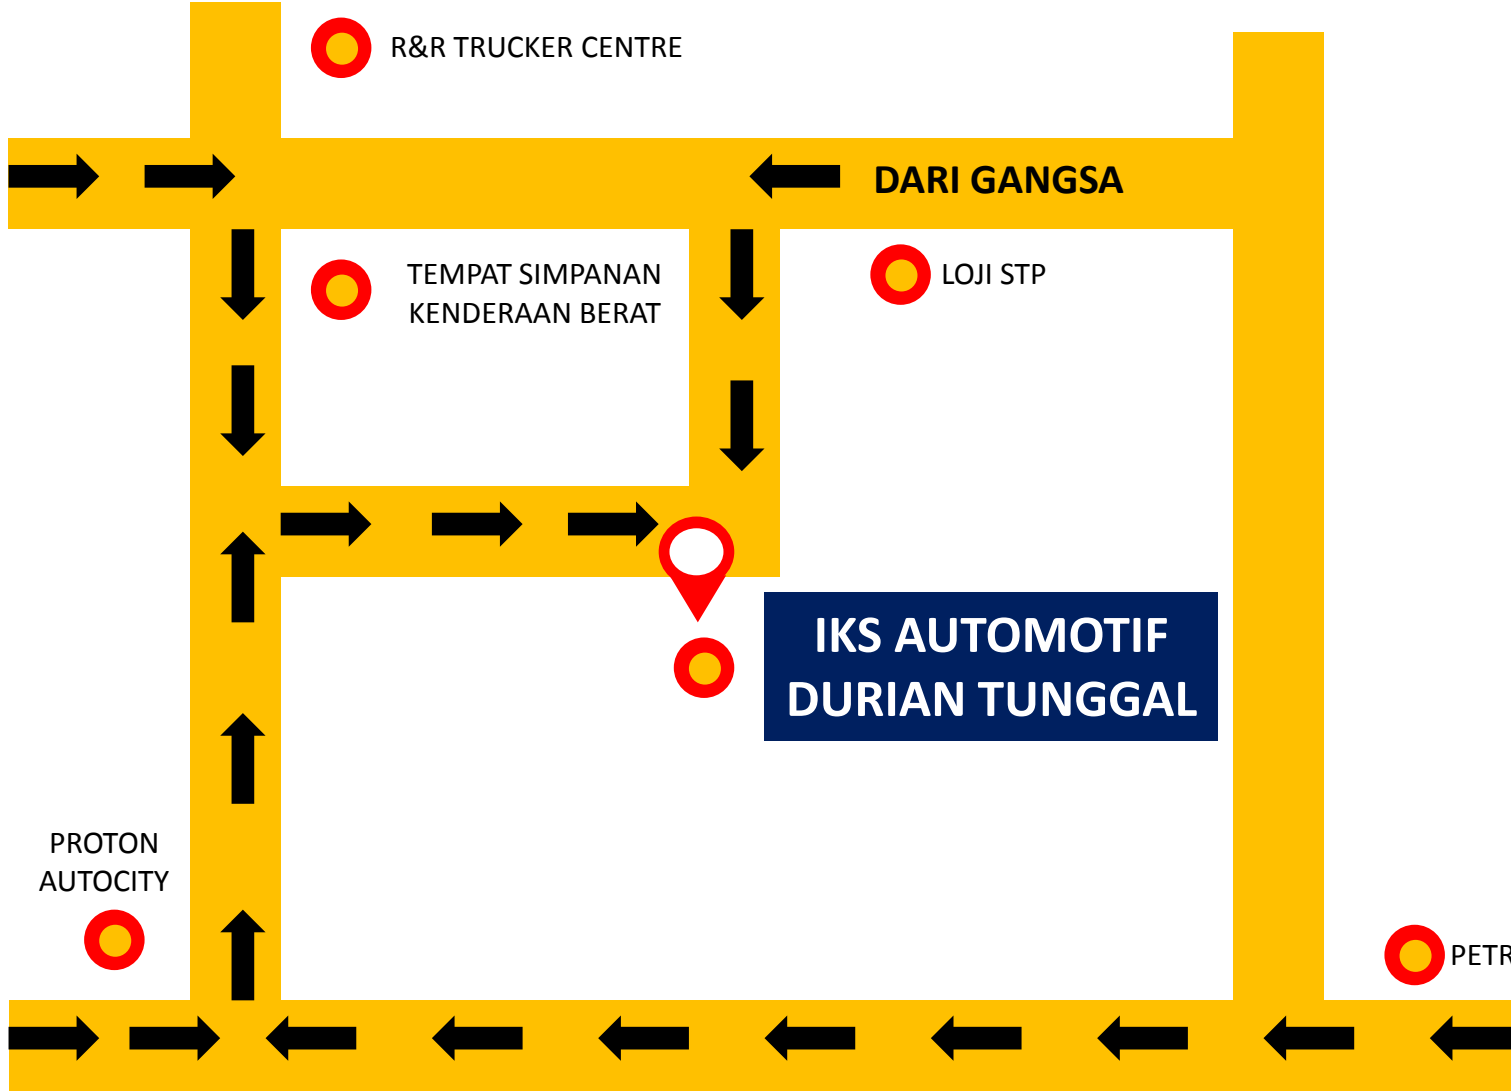 R&R TRUCKER CENTRE
DARI GANGSA
TEMPAT SIMPANAN
KENDERAAN BERAT
LOJI STP
IKS AUTOMOTIF
DURIAN TUNGGAL
PROTON
AUTOCITY
PETR